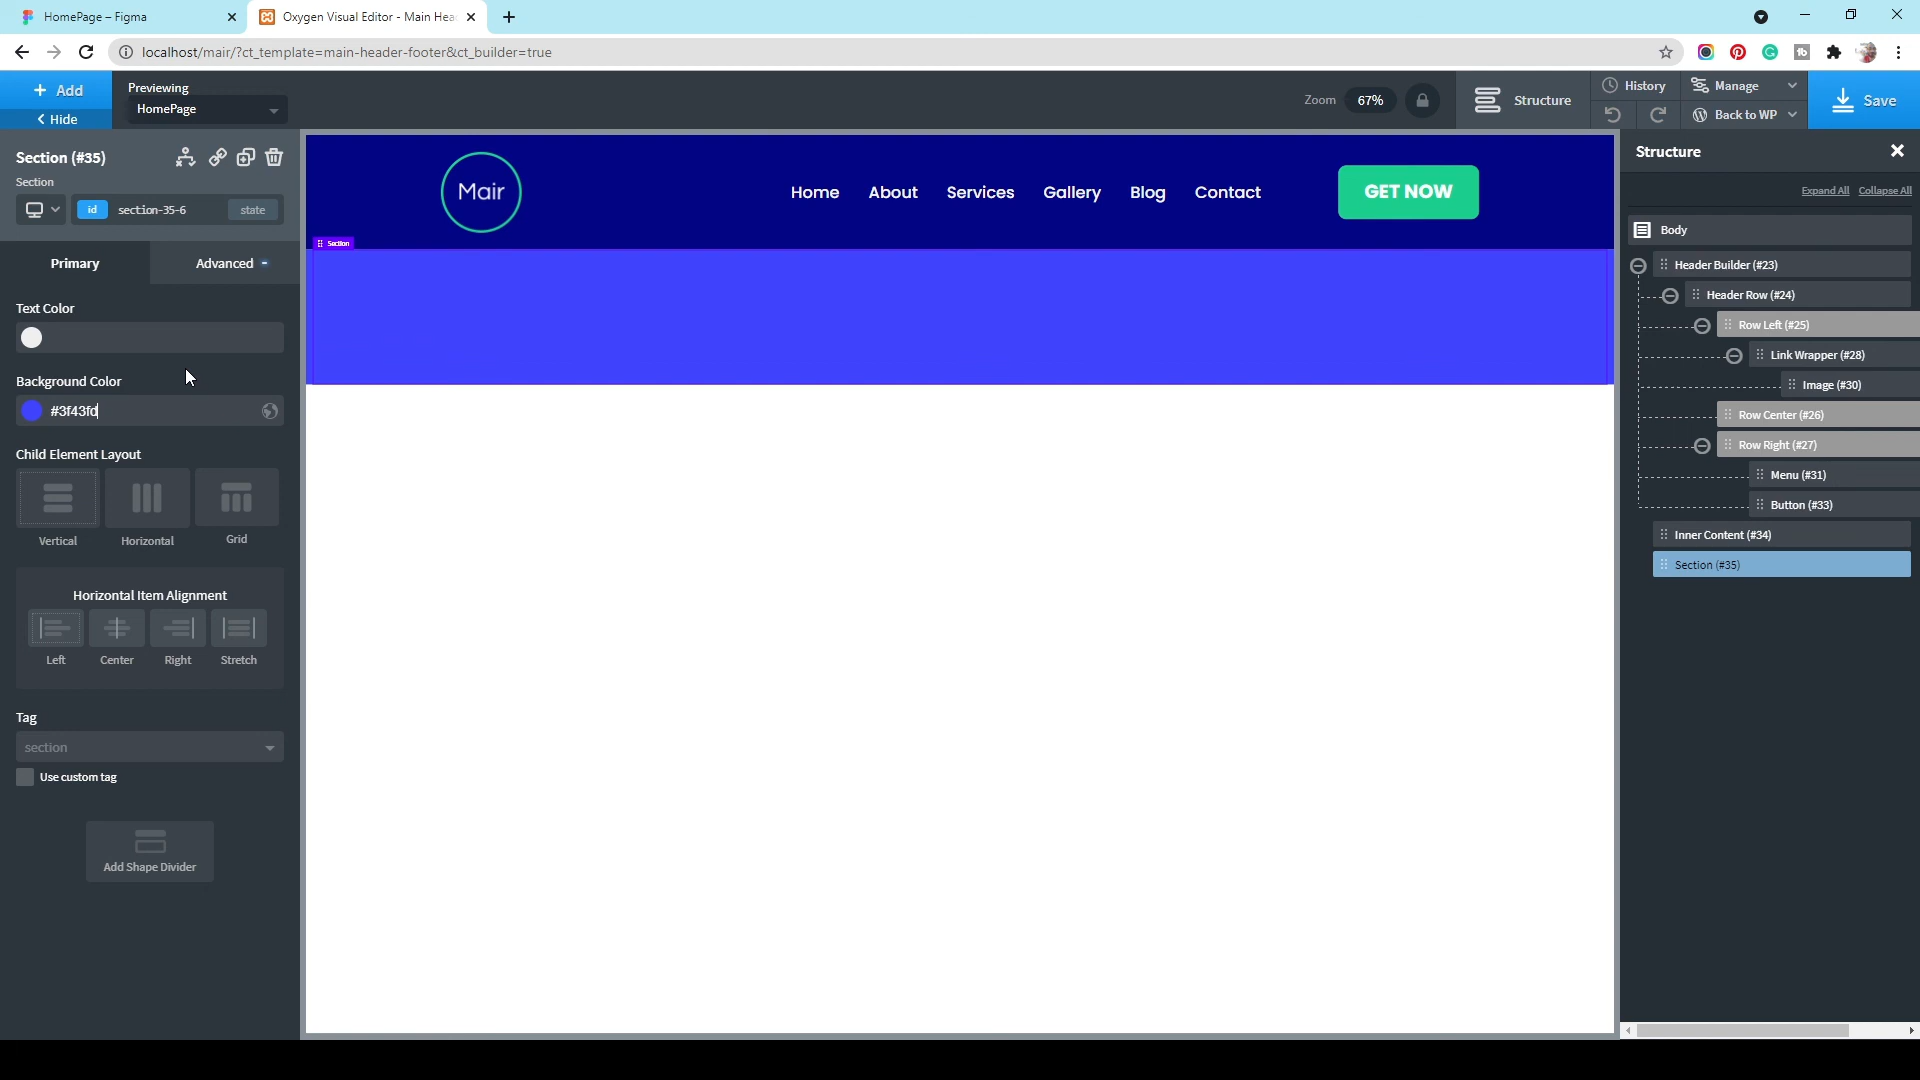 HomePage – Figma
Oxygen Visual Editor - Main Hea
localhost/mair/?ct_template=main-header-footer&ct_builder=true
+ Add
Hide
Previewing
HomePage
Zoom 67%
Structure
History
Manage
Back to WP
Save
Section (#35)
Section
id section-35-6 state
Primary
Advanced
Text Color
Background Color
#3f43fd
Child Element Layout
Vertical Horizontal Grid
Horizontal Item Alignment
Left Center Right Stretch
Tag
section
Use custom tag
Add Shape Divider
Mair
Home About Services Gallery Blog Contact
GET NOW
Section
Structure
Expand All Collapse All
Body
Header Builder (#23)
Header Row (#24)
Row Left (#25)
Link Wrapper (#28)
Image (#30)
Row Center (#26)
Row Right (#27)
Menu (#31)
Button (#33)
Inner Content (#34)
Section (#35)